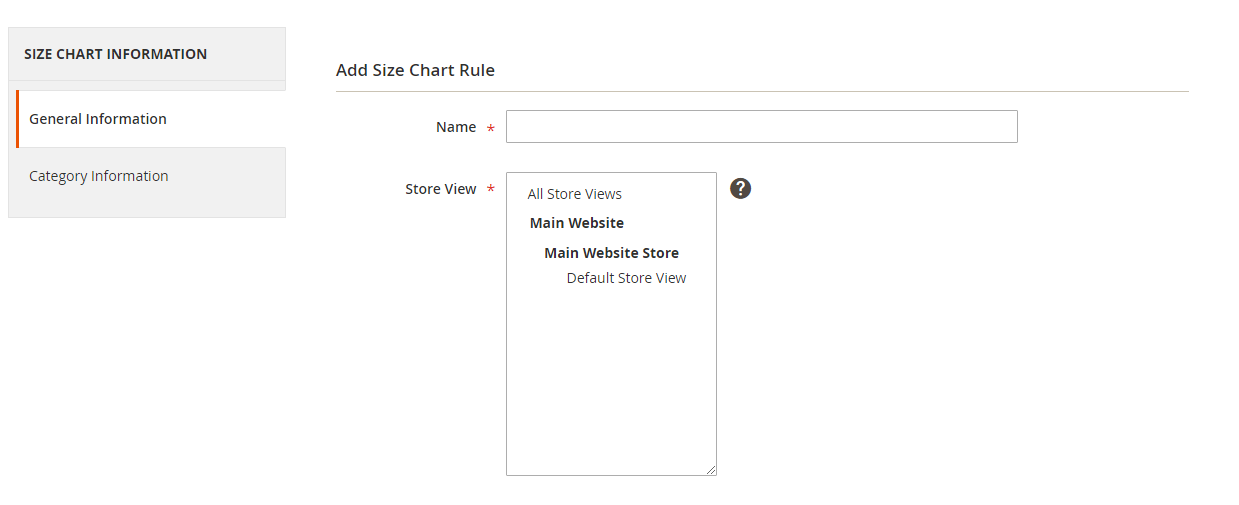 SIZE CHART INFORMATION
General Information
Category Information
Add Size Chart Rule
Name *
Store View *
All Store Views
Main Website
Main Website Store
Default Store View
?